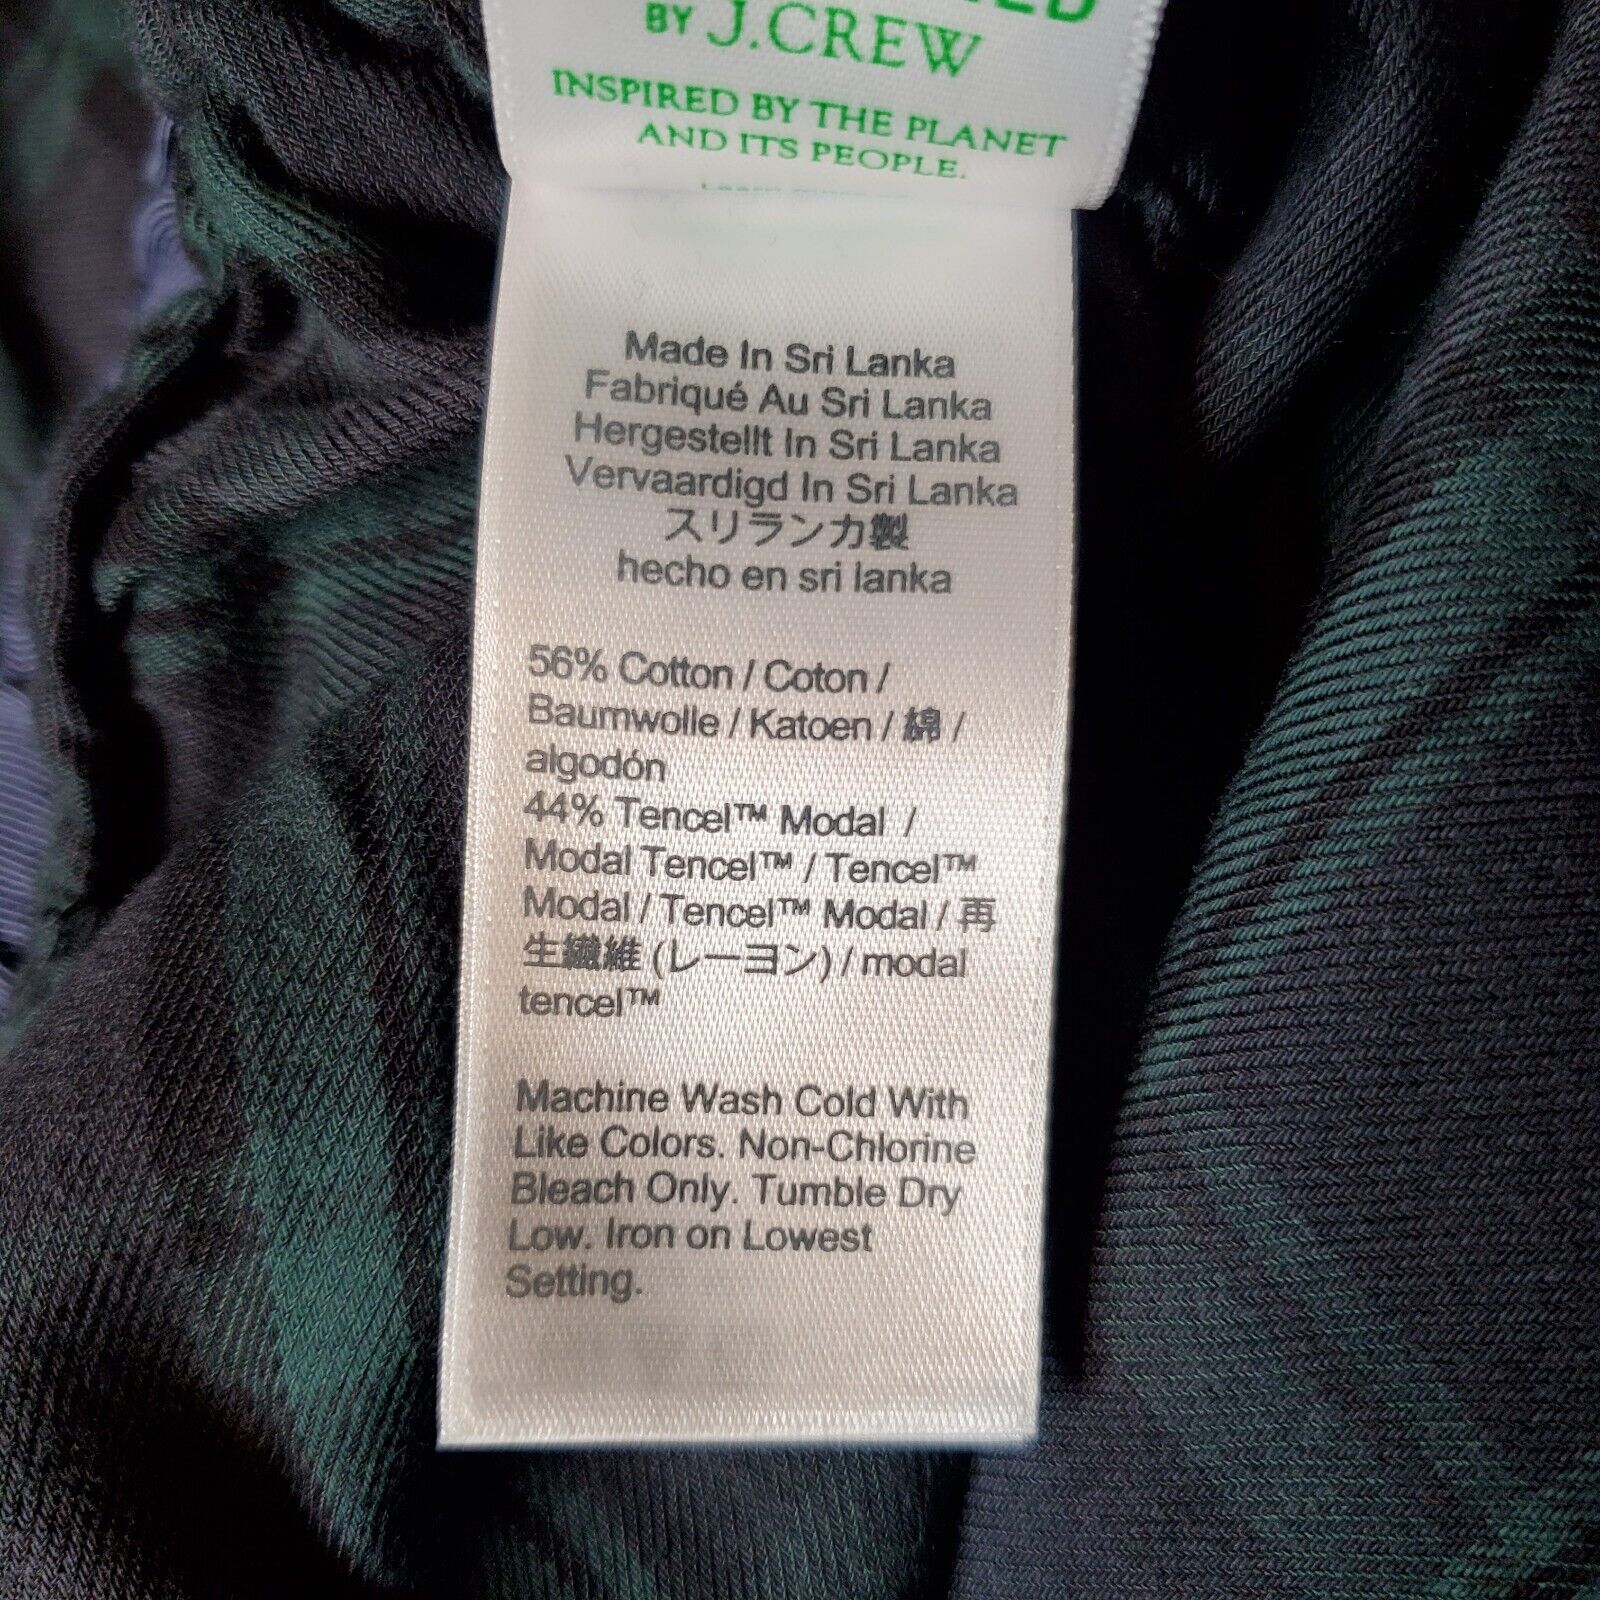 BY J.CREW
INSPIRED BY THE PLANET
AND ITS PEOPLE.
Made In Sri Lanka
Fabriqué Au Sri Lanka
Hergestellt In Sri Lanka
Vervaardigd In Sri Lanka
スリランカ製
hecho en sri lanka
56% Cotton / Coton /
Baumwolle / Katoen / 綿 /
algodón
44% Tencel™ Modal /
Modal Tencel™ / Tencel™
Modal / Tencel™ Modal / 再
生繊維 (レーヨン) / modal
tencel™
Machine Wash Cold With
Like Colors. Non-Chlorine
Bleach Only. Tumble Dry
Low. Iron on Lowest
Setting.